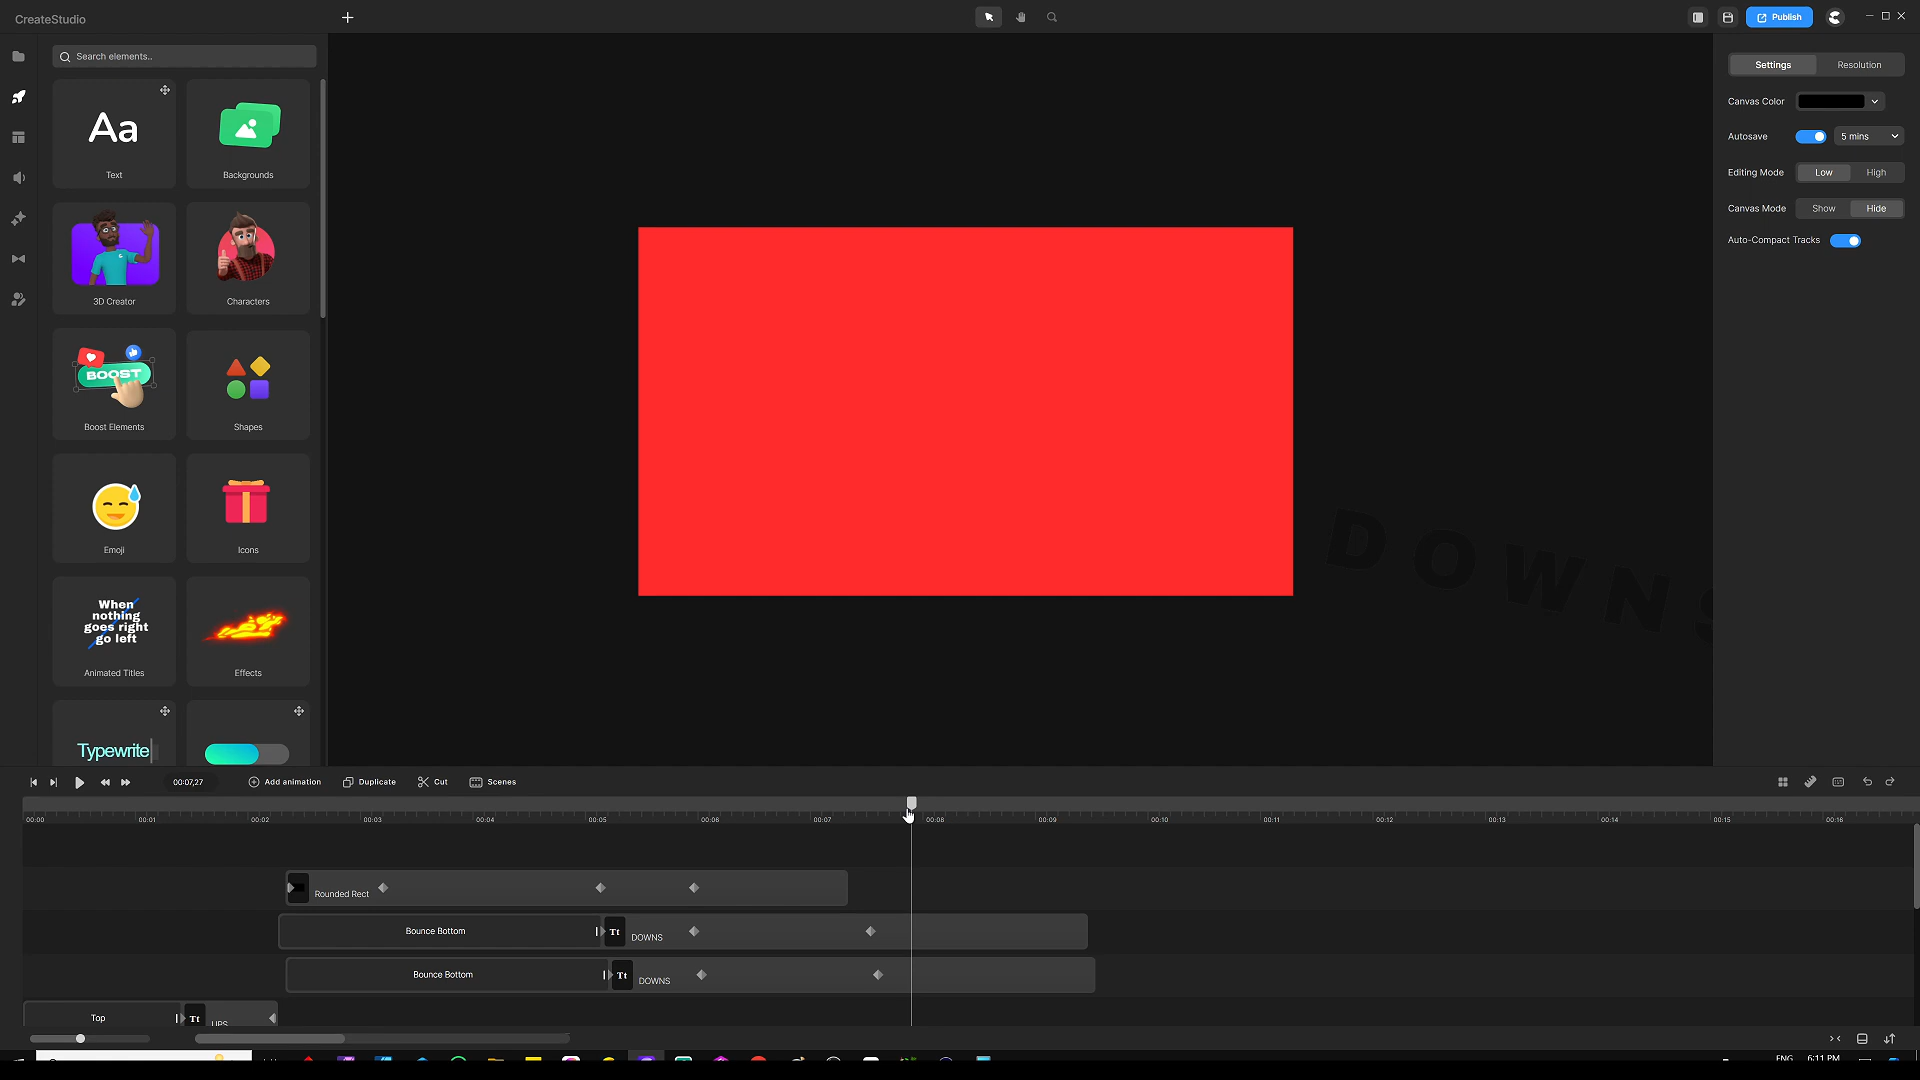 CreateStudio
Publish
Search elements..
Aa
Text
Backgrounds
3D Creator
Characters
BOOST
Boost Elements
Shapes
Emoji
Icons
When
nothing
goes right
go left
Animated Titles
Effects
Typewrite
DOWNS
Settings
Resolution
Canvas Color
Autosave
5 mins
Editing Mode
Low
High
Canvas Mode
Show
Hide
Auto-Compact Tracks
00:07,27
Add animation
Duplicate
Cut
Scenes
00:00
00:01
00:02
00:03
00:04
00:05
00:06
00:07
00:08
00:09
00:10
00:11
00:12
00:13
00:14
00:15
00:16
Rounded Rect
Bounce Bottom
Tt
DOWNS
Bounce Bottom
Tt
DOWNS
Top
Tt
UPS
ENG
6:11 PM